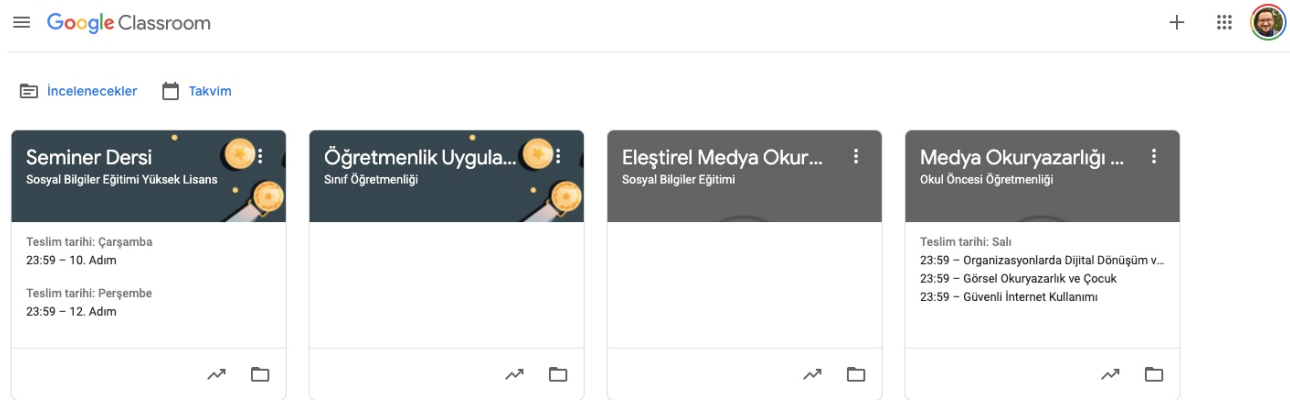 Google Classroom
İncelenecekler
Takvim
Seminer Dersi
Sosyal Bilgiler Eğitimi Yüksek Lisans
Teslim tarihi: Çarşamba
23:59 – 10. Adım
Teslim tarihi: Perşembe
23:59 – 12. Adım
Öğretmenlik Uygula...
Sınıf Öğretmenliği
Eleştirel Medya Okur...
Sosyal Bilgiler Eğitimi
Medya Okuryazarlığı ...
Okul Öncesi Öğretmenliği
Teslim tarihi: Salı
23:59 – Organizasyonlarda Dijital Dönüşüm v...
23:59 – Görsel Okuryazarlık ve Çocuk
23:59 – Güvenli İnternet Kullanımı